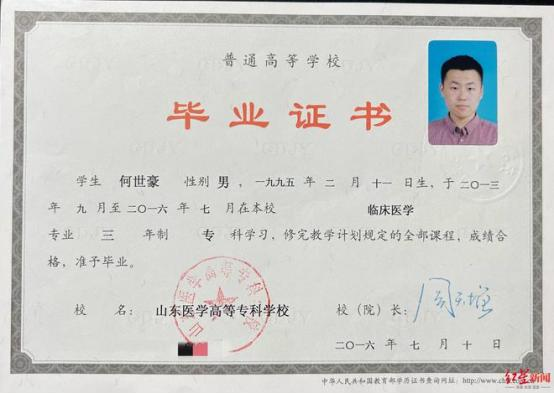 普通高等学校
毕业证书
学生 何世豪 性别 男，一九九五 年 二 月 十一 日生，于 二〇一三
年 九 月至 二〇一六 年 七 月在本校 临床医学
专业 三 年制 专 科学习，修完教学计划规定的全部课程，成绩合
格，准予毕业。
校 名： 山东医学高等专科学校 校（院）长：
二〇一六 年 七 月 十 日
中华人民共和国教育部学历证书查询网址：http://www.ch
红星新闻